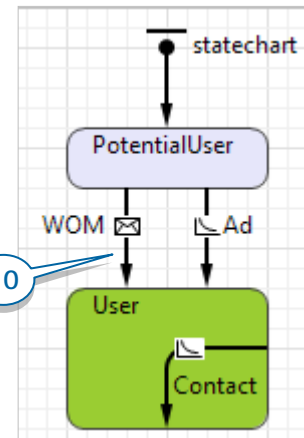 statechart
PotentialUser
WOM
Ad
0
User
Contact